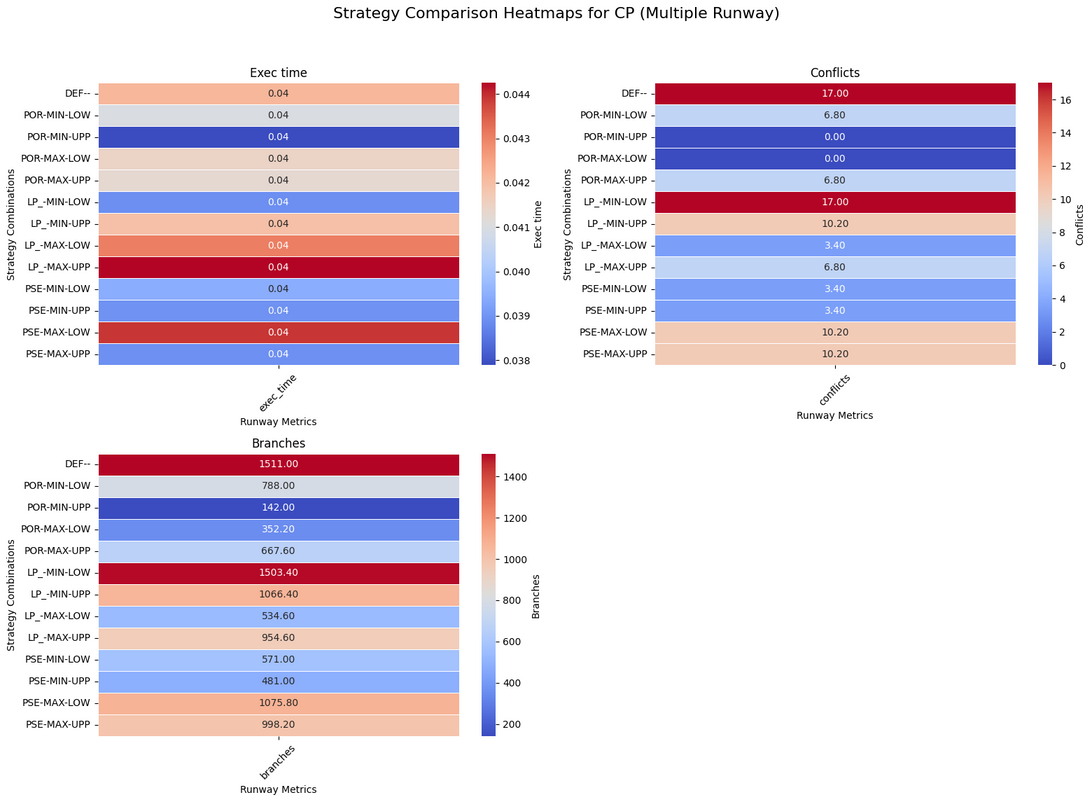 Strategy Comparison Heatmaps for CP (Multiple Runway)
Exec time
Strategy Combinations
DEF-- 0.04
POR-MIN-LOW 0.04
POR-MIN-UPP 0.04
POR-MAX-LOW 0.04
POR-MAX-UPP 0.04
LP_-MIN-LOW 0.04
LP_-MIN-UPP 0.04
LP_-MAX-LOW 0.04
LP_-MAX-UPP 0.04
PSE-MIN-LOW 0.04
PSE-MIN-UPP 0.04
PSE-MAX-LOW 0.04
PSE-MAX-UPP 0.04
exec_time
Runway Metrics
0.044
0.043
0.042
0.041
0.040
0.039
0.038
Exec time
Conflicts
Strategy Combinations
DEF-- 17.00
POR-MIN-LOW 6.80
POR-MIN-UPP 0.00
POR-MAX-LOW 0.00
POR-MAX-UPP 6.80
LP_-MIN-LOW 17.00
LP_-MIN-UPP 10.20
LP_-MAX-LOW 3.40
LP_-MAX-UPP 6.80
PSE-MIN-LOW 3.40
PSE-MIN-UPP 3.40
PSE-MAX-LOW 10.20
PSE-MAX-UPP 10.20
conflicts
Runway Metrics
16
14
12
10
8
6
4
2
0
Conflicts
Branches
Strategy Combinations
DEF-- 1511.00
POR-MIN-LOW 788.00
POR-MIN-UPP 142.00
POR-MAX-LOW 352.20
POR-MAX-UPP 667.60
LP_-MIN-LOW 1503.40
LP_-MIN-UPP 1066.40
LP_-MAX-LOW 534.60
LP_-MAX-UPP 954.60
PSE-MIN-LOW 571.00
PSE-MIN-UPP 481.00
PSE-MAX-LOW 1075.80
PSE-MAX-UPP 998.20
branches
Runway Metrics
1400
1200
1000
800
600
400
200
Branches